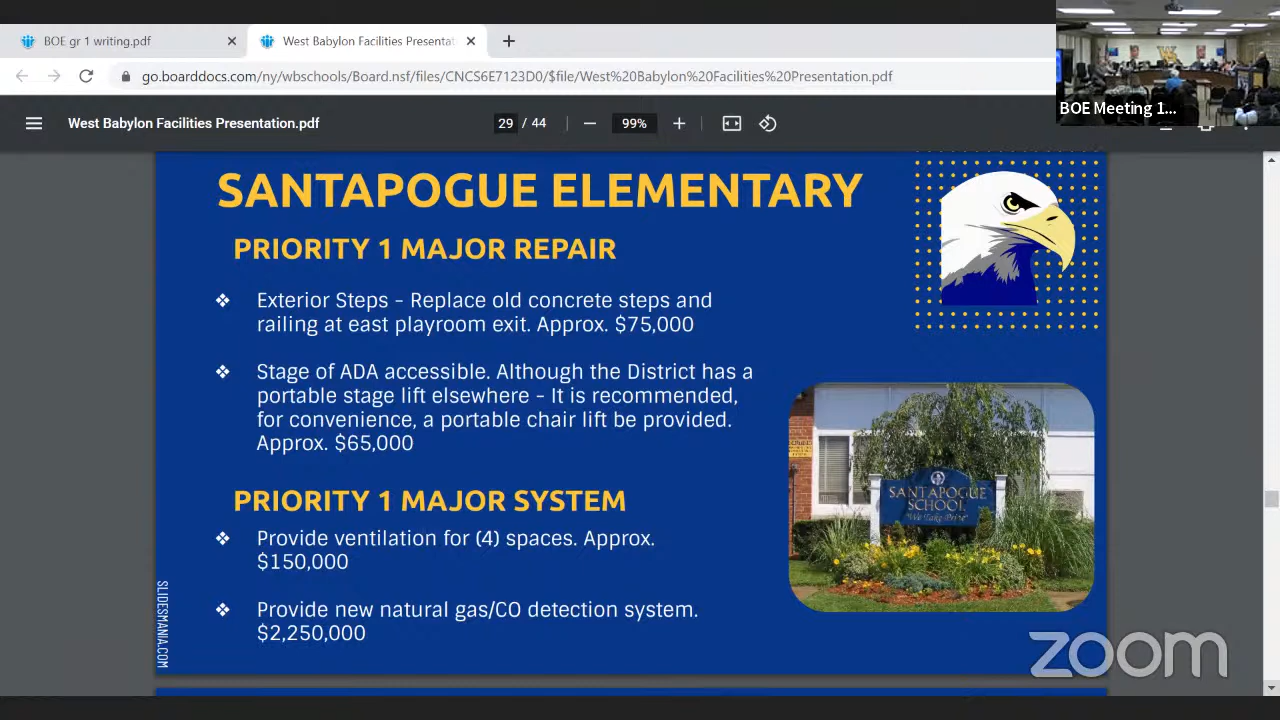 BOE gr 1 writing.pdf
West Babylon Facilities Presentat
go.boarddocs.com/ny/wbschools/Board.nsf/files/CNCS6E7123D0/$file/West%20Babylon%20Facilities%20Presentation.pdf
BOE Meeting 1...
West Babylon Facilities Presentation.pdf
29 / 44
99%
SANTAPOGUE ELEMENTARY
PRIORITY 1 MAJOR REPAIR
❖ Exterior Steps – Replace old concrete steps and
railing at east playroom exit. Approx. $75,000
❖ Stage of ADA accessible. Although the District has a
portable stage lift elsewhere – It is recommended,
for convenience, a portable chair lift be provided.
Approx. $65,000
PRIORITY 1 MAJOR SYSTEM
❖ Provide ventilation for (4) spaces. Approx.
$150,000
❖ Provide new natural gas/CO detection system.
$2,250,000
SANTAPOGUE
SCHOOL
"We Take Pride"
SLIDESMANIA.COM
zoom